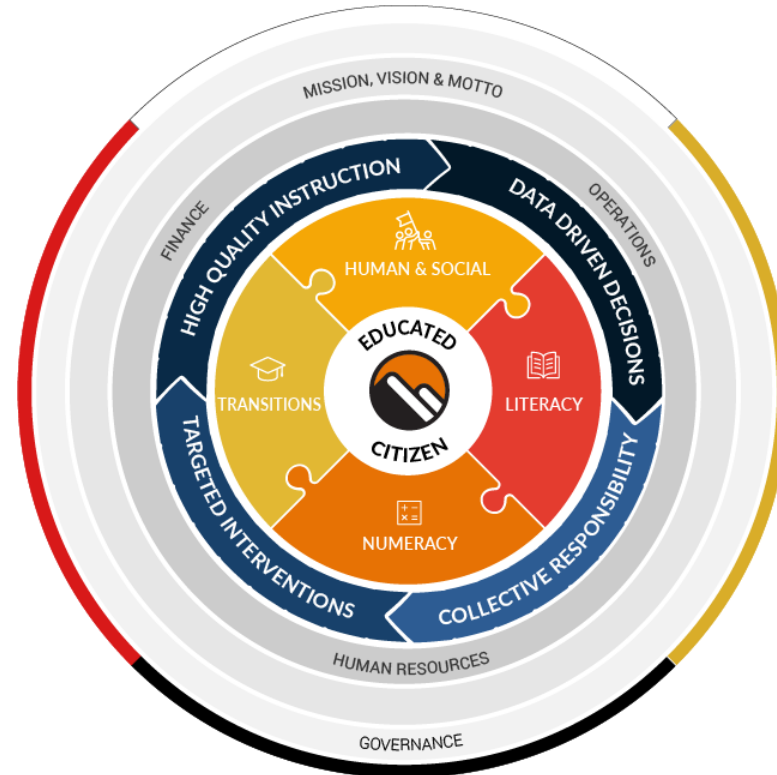 MISSION, VISION & MOTTO
FINANCE
OPERATIONS
HIGH QUALITY INSTRUCTION
DATA DRIVEN DECISIONS
HUMAN & SOCIAL
EDUCATED
CITIZEN
TRANSITIONS
LITERACY
NUMERACY
TARGETED INTERVENTIONS
COLLECTIVE RESPONSIBILITY
HUMAN RESOURCES
GOVERNANCE